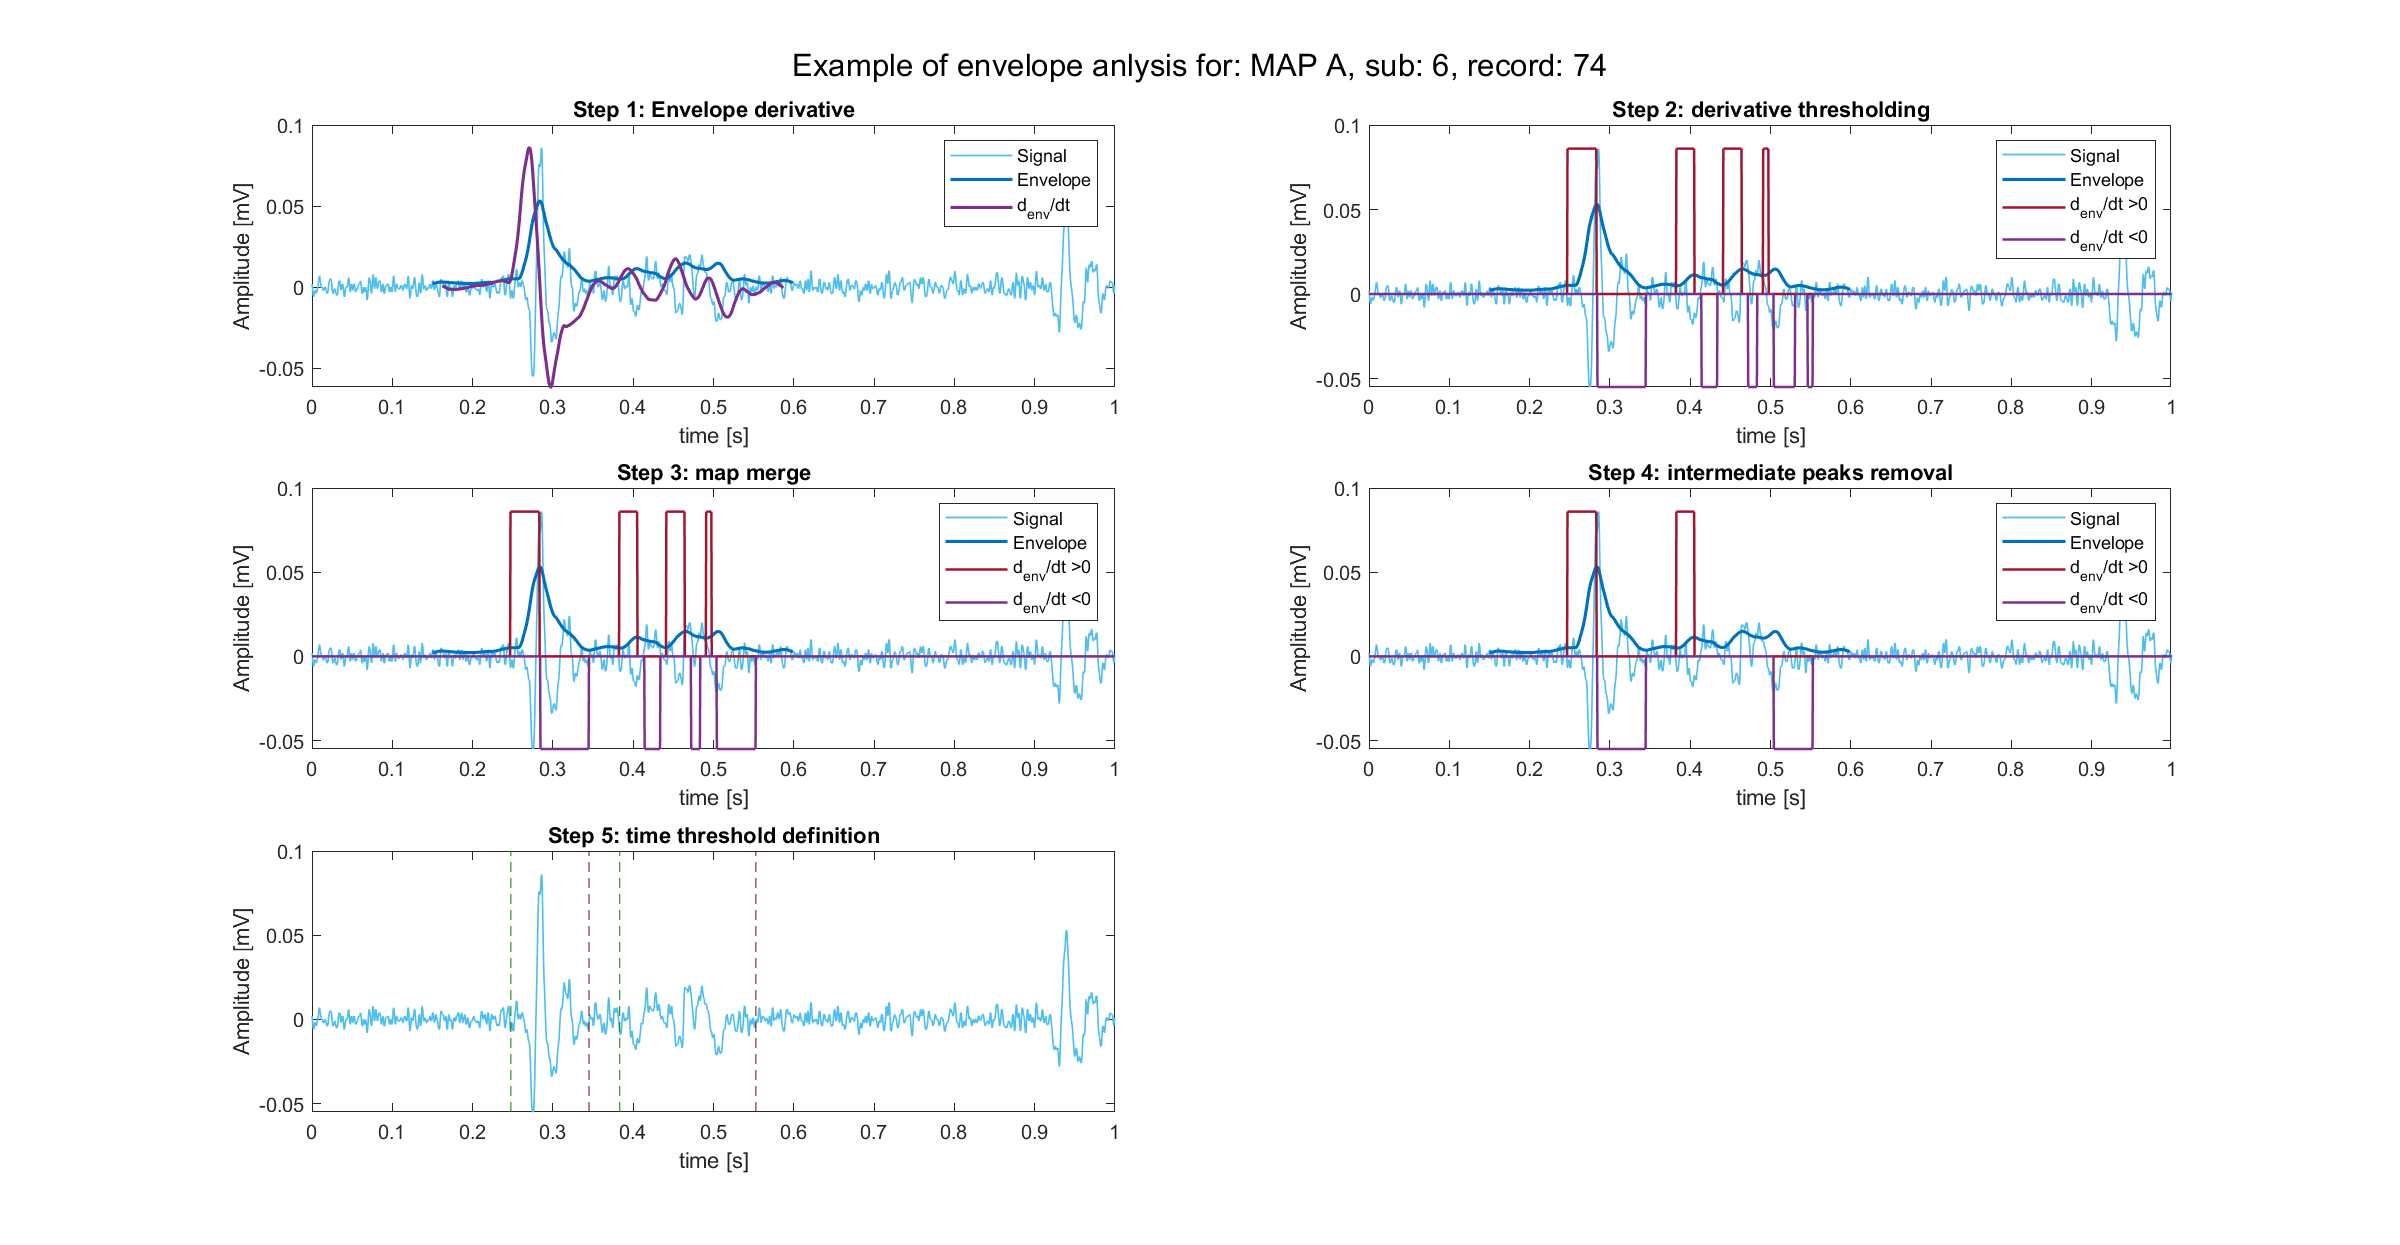 Example of envelope anlysis for: MAP A, sub: 6, record: 74
Step 1: Envelope derivative
0.1
0.05
0
-0.05
Amplitude [mV]
Signal
Envelope
d_env/dt
0 0.1 0.2 0.3 0.4 0.5 0.6 0.7 0.8 0.9 1
time [s]
Step 2: derivative thresholding
0.1
0.05
0
-0.05
Amplitude [mV]
Signal
Envelope
d_env/dt >0
d_env/dt <0
0 0.1 0.2 0.3 0.4 0.5 0.6 0.7 0.8 0.9 1
time [s]
Step 3: map merge
0.1
0.05
0
-0.05
Amplitude [mV]
Signal
Envelope
d_env/dt >0
d_env/dt <0
0 0.1 0.2 0.3 0.4 0.5 0.6 0.7 0.8 0.9 1
time [s]
Step 4: intermediate peaks removal
0.1
0.05
0
-0.05
Amplitude [mV]
Signal
Envelope
d_env/dt >0
d_env/dt <0
0 0.1 0.2 0.3 0.4 0.5 0.6 0.7 0.8 0.9 1
time [s]
Step 5: time threshold definition
0.1
0.05
0
-0.05
Amplitude [mV]
0 0.1 0.2 0.3 0.4 0.5 0.6 0.7 0.8 0.9 1
time [s]